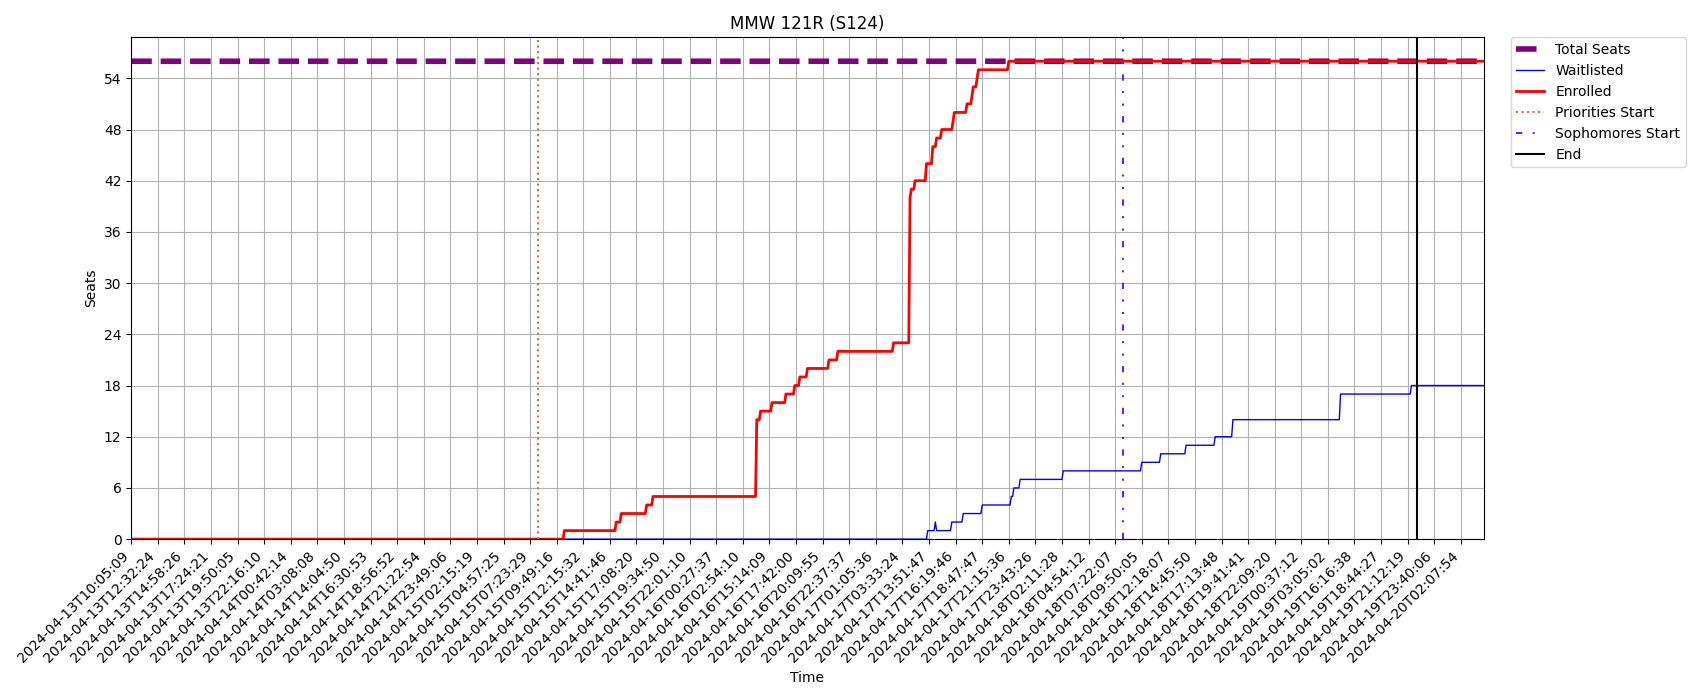 MMW 121R (S124)
Total Seats
Waitlisted
Enrolled
Priorities Start
Sophomores Start
End
Seats
54
48
42
36
30
24
18
12
6
0
2024-04-13T10:05:09
2024-04-13T12:32:24
2024-04-13T14:58:26
2024-04-13T17:24:21
2024-04-13T19:50:05
2024-04-13T22:16:10
2024-04-14T00:42:14
2024-04-14T03:08:08
2024-04-14T14:04:50
2024-04-14T16:30:53
2024-04-14T18:56:52
2024-04-14T21:22:54
2024-04-14T23:49:06
2024-04-15T02:15:19
2024-04-15T04:57:25
2024-04-15T07:23:29
2024-04-15T09:49:16
2024-04-15T12:15:32
2024-04-15T14:41:46
2024-04-15T17:08:20
2024-04-15T19:34:50
2024-04-15T22:01:10
2024-04-16T00:27:37
2024-04-16T02:54:10
2024-04-16T15:14:09
2024-04-16T17:42:00
2024-04-16T20:09:55
2024-04-16T22:37:37
2024-04-17T01:05:36
2024-04-17T03:33:24
2024-04-17T13:51:47
2024-04-17T16:19:46
2024-04-17T18:47:47
2024-04-17T21:15:36
2024-04-17T23:43:26
2024-04-18T02:11:28
2024-04-18T04:54:12
2024-04-18T07:22:07
2024-04-18T09:50:05
2024-04-18T12:18:07
2024-04-18T14:45:50
2024-04-18T17:13:48
2024-04-18T19:41:41
2024-04-18T22:09:20
2024-04-19T00:37:12
2024-04-19T03:05:02
2024-04-19T16:16:38
2024-04-19T18:44:27
2024-04-19T21:12:19
2024-04-19T23:40:06
2024-04-20T02:07:54
Time